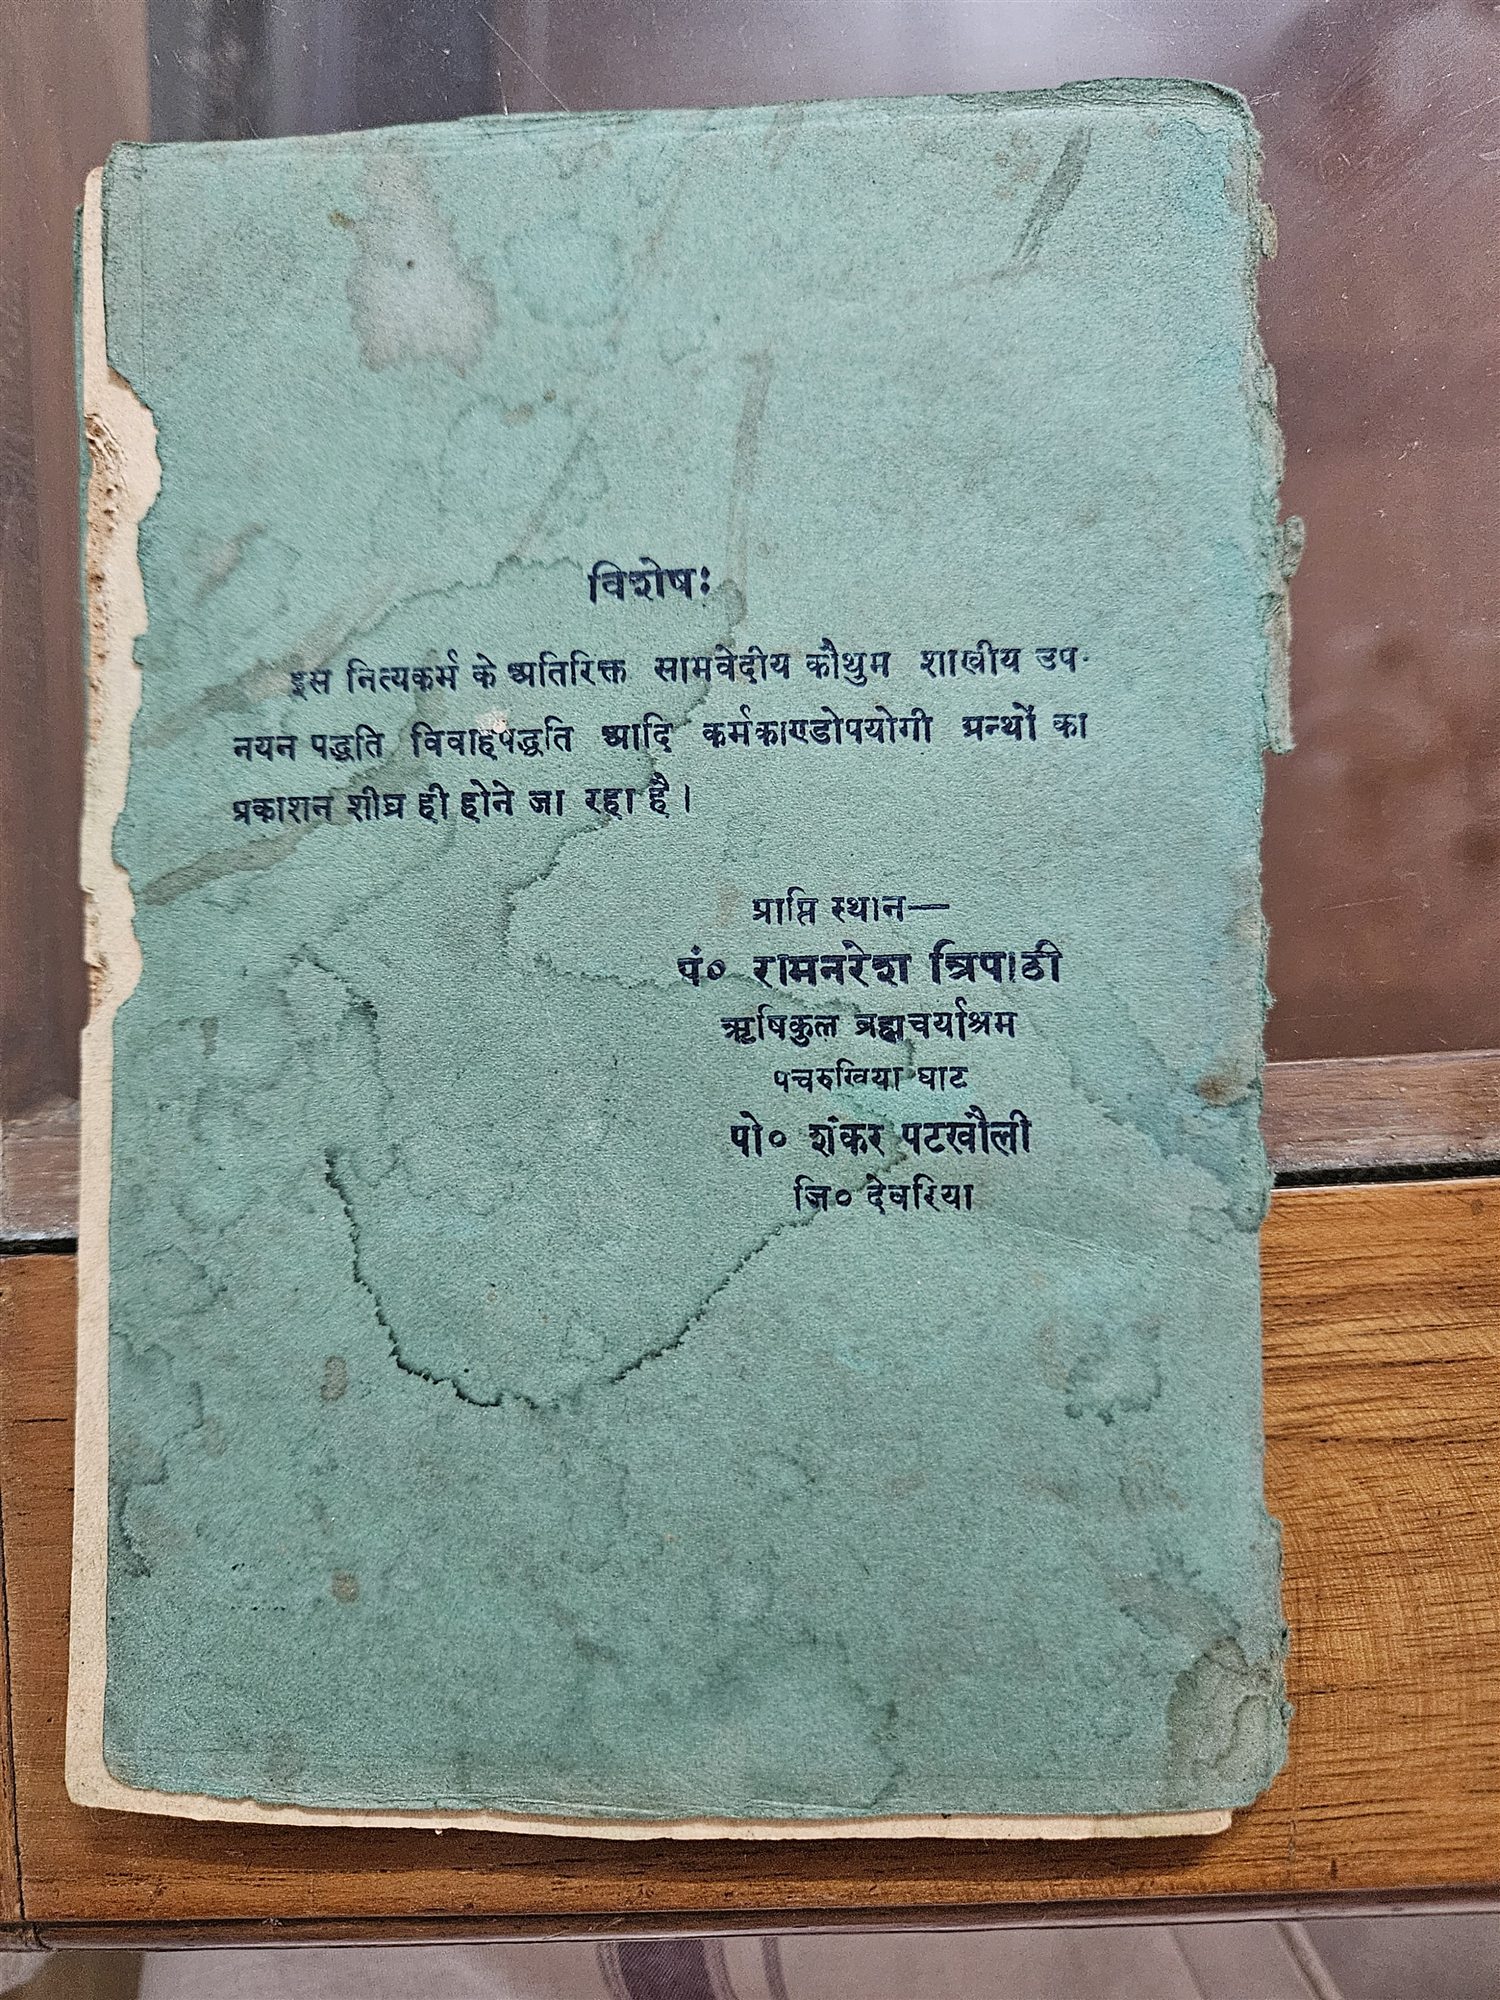 विशेषः
इस नित्यकर्म के अतिरिक्त सामवेदीय कौथुम शाखीय उप-
नयन पद्धति विवाहपद्धति आदि कर्मकाण्डोपयोगी ग्रन्थों का
प्रकाशन शीघ्र ही होने जा रहा है।
प्राप्ति स्थान—
पं० रामनरेश त्रिपाठी
ऋषिकुल ब्रह्मचर्याश्रम
पचरुखिया घाट
पो० शंकर पटखौली
जि० देवरिया